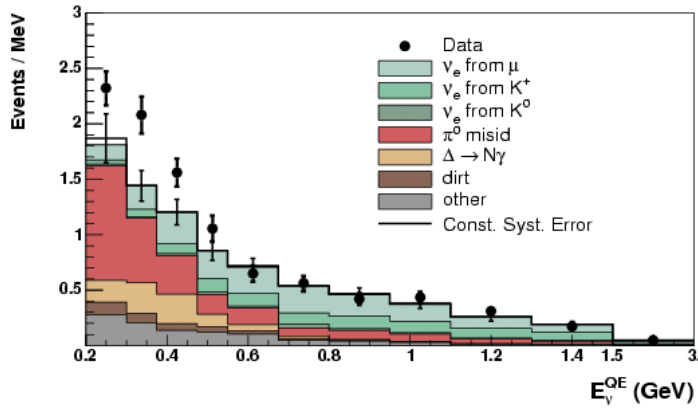 Events / MeV
3
2.5
2
1.5
1
0.5
Data
νe from μ
νe from K+
νe from K0
π0 misid
Δ → Nγ
dirt
other
Const. Syst. Error
0.2 0.4 0.6 0.8 1 1.2 1.4 1.5 3.
EνQE (GeV)